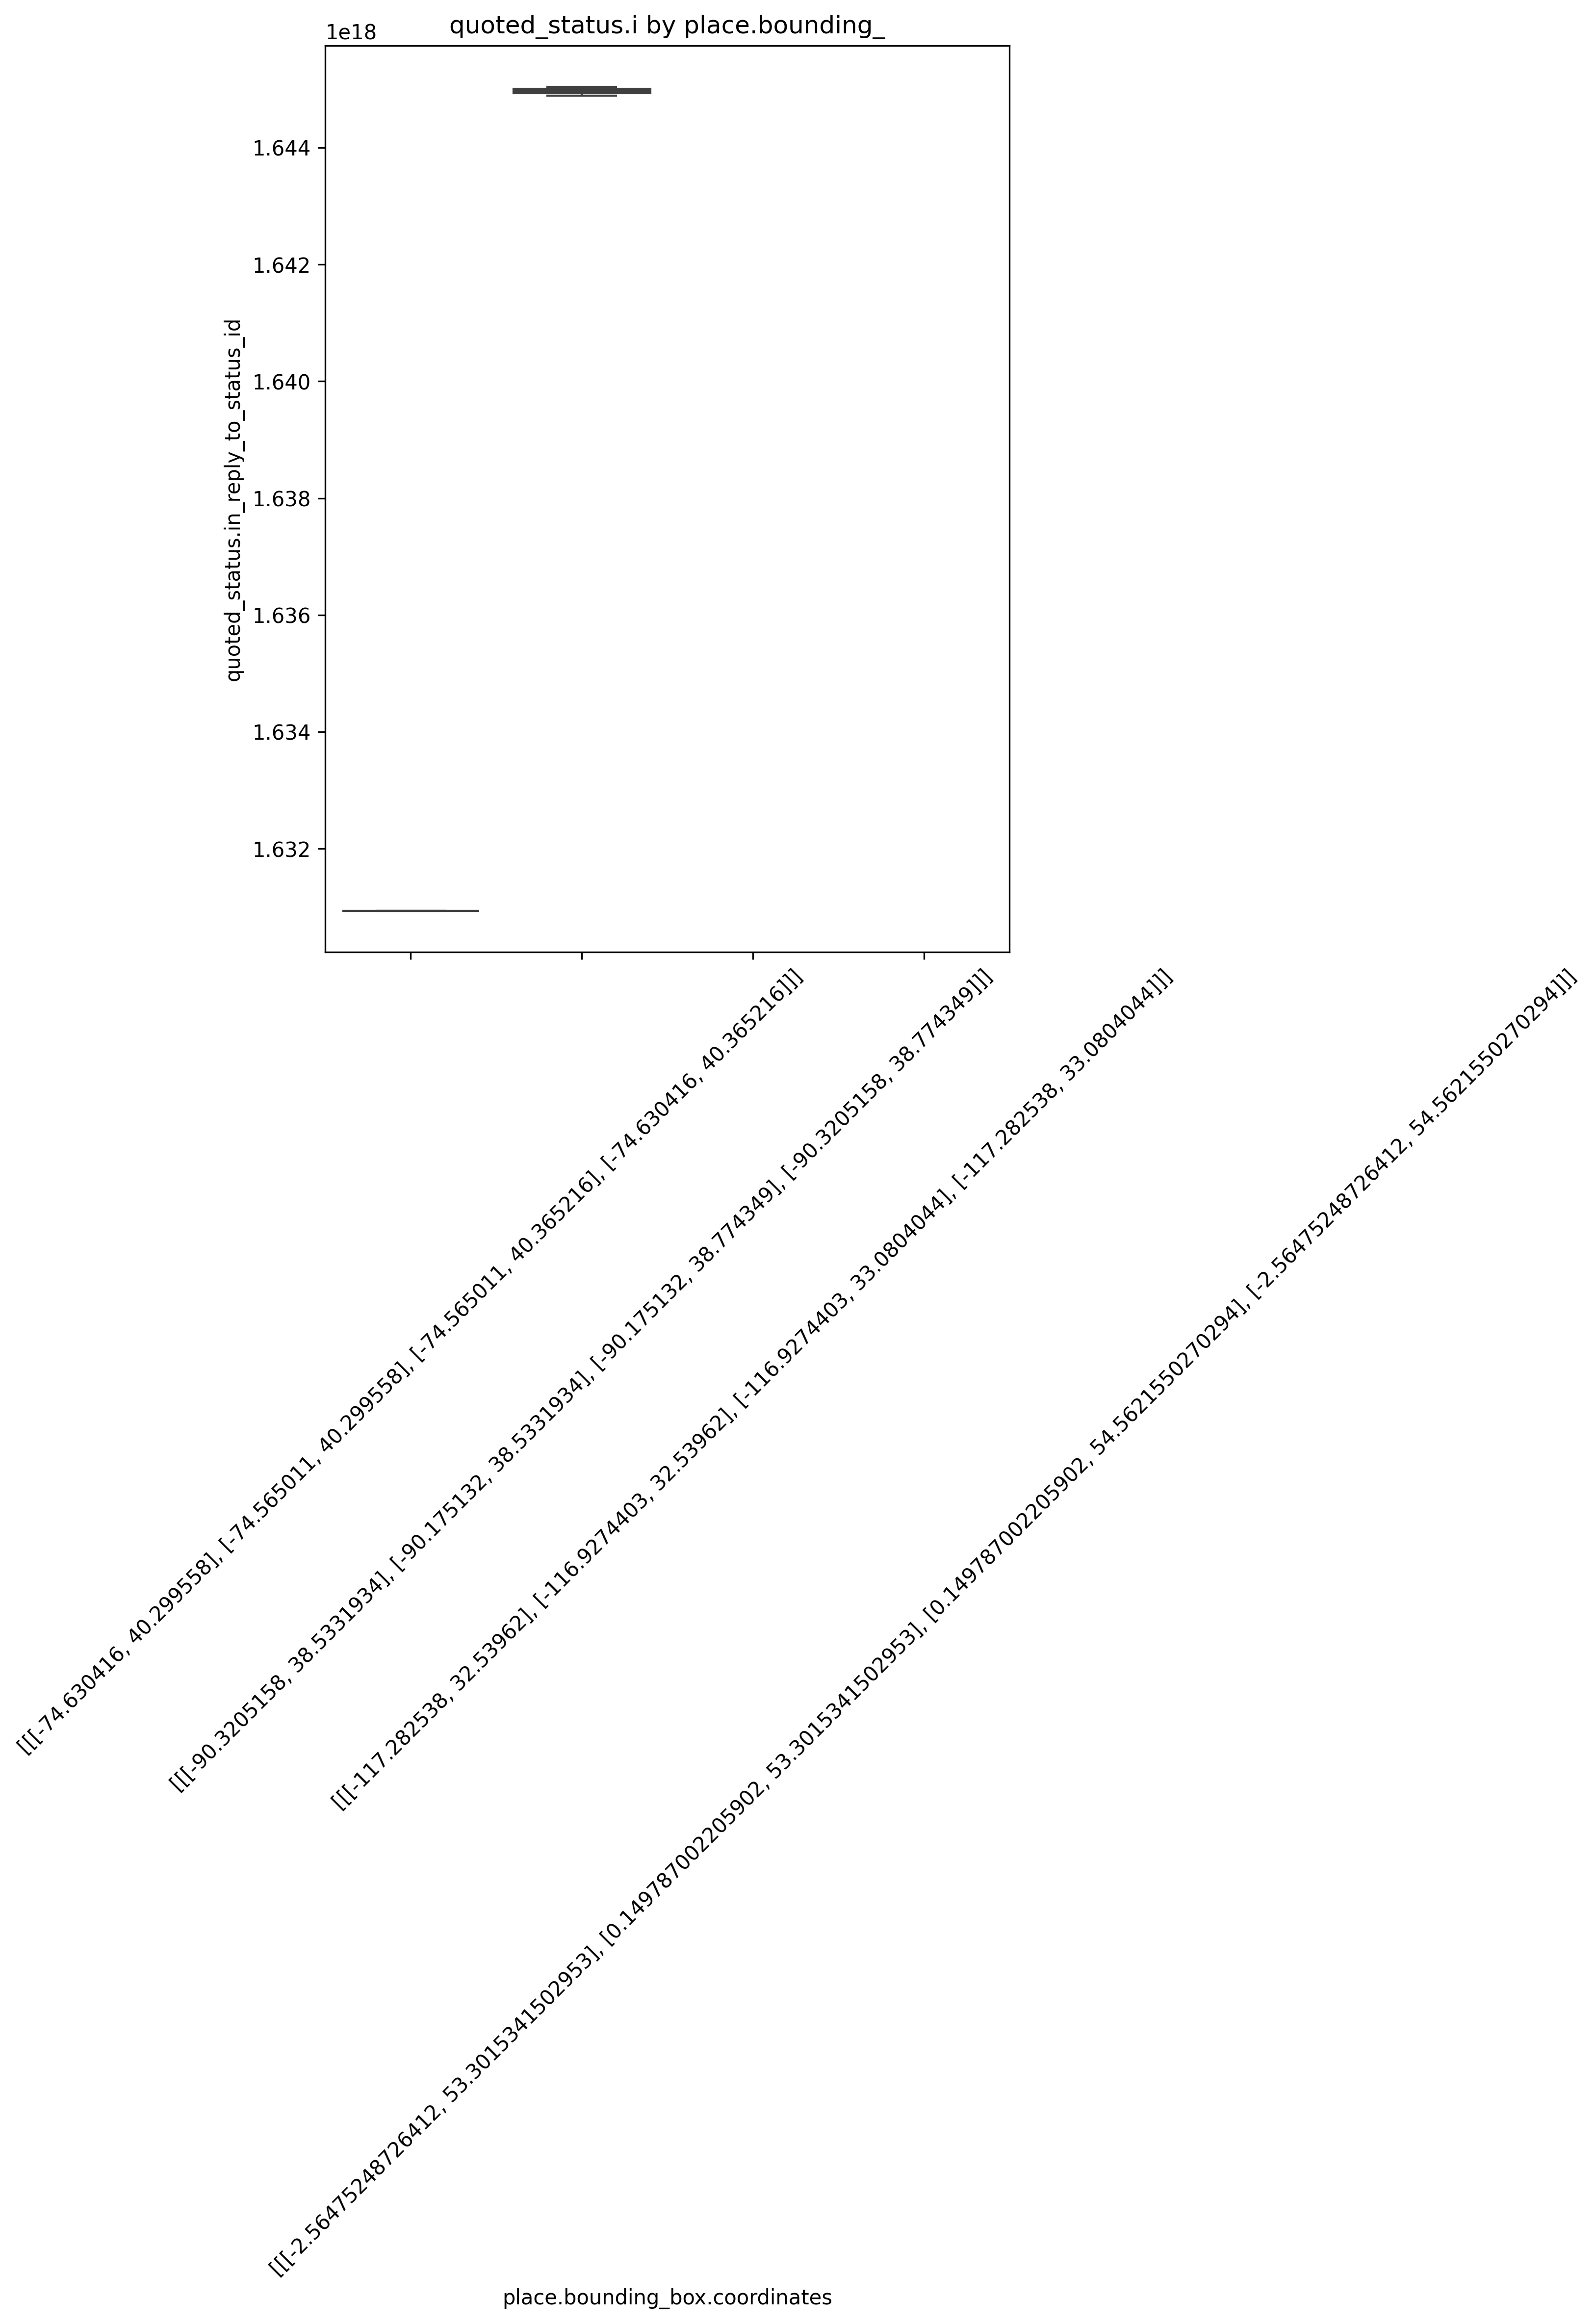 quoted_status.i by place.bounding_
1e18
1.644
1.642
1.640
1.638
1.636
1.634
1.632
quoted_status.in_reply_to_status_id
[[[-74.630416, 40.299558], [-74.565011, 40.299558], [-74.565011, 40.365216], [-74.630416, 40.365216]]]
[[[-90.3205158, 38.5331934], [-90.175132, 38.5331934], [-90.175132, 38.774349], [-90.3205158, 38.774349]]]
[[[-117.282538, 32.53962], [-116.9274403, 32.53962], [-116.9274403, 33.0804044], [-117.282538, 33.0804044]]]
[[[-2.56475248726412, 53.3015341502953], [0.149787002205902, 53.3015341502953], [0.149787002205902, 54.5621550270294], [-2.56475248726412, 54.5621550270294]]]
place.bounding_box.coordinates